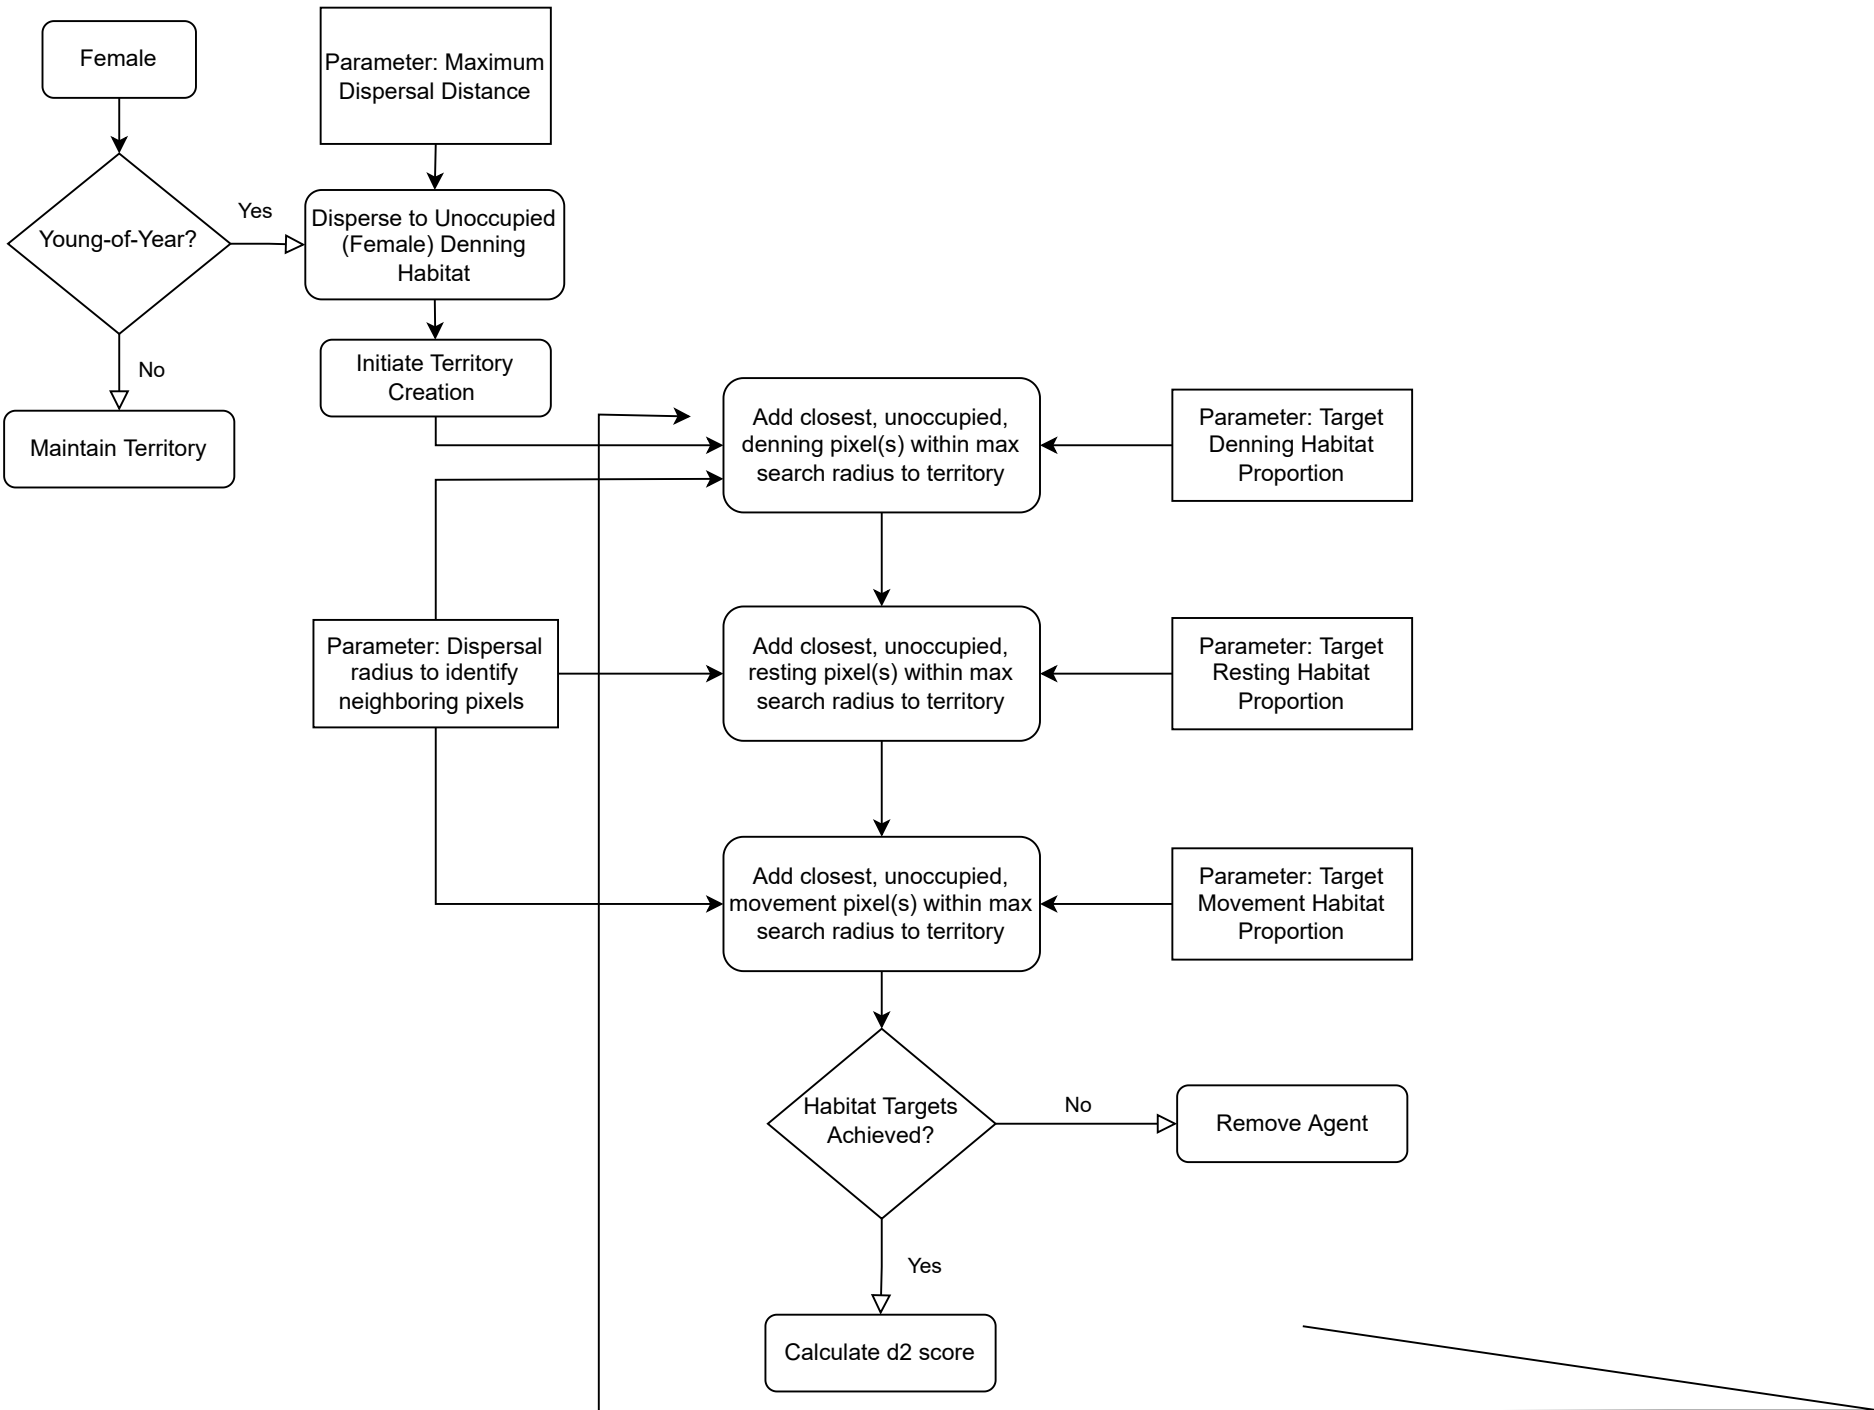 Female
Parameter: Maximum
Dispersal Distance
Young-of-Year?
Yes
Disperse to Unoccupied
(Female) Denning
Habitat
No
Maintain Territory
Initiate Territory
Creation
Add closest, unoccupied,
denning pixel(s) within max
search radius to territory
Parameter: Target
Denning Habitat
Proportion
Parameter: Dispersal
radius to identify
neighboring pixels
Add closest, unoccupied,
resting pixel(s) within max
search radius to territory
Parameter: Target
Resting Habitat
Proportion
Add closest, unoccupied,
movement pixel(s) within max
search radius to territory
Parameter: Target
Movement Habitat
Proportion
Habitat Targets
Achieved?
No
Remove Agent
Yes
Calculate d2 score